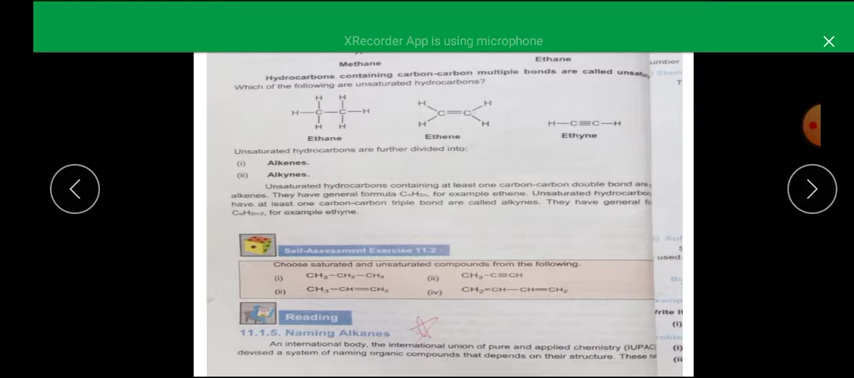 XRecorder App is using microphone
Methane
Ethane
Hydrocarbons containing carbon-carbon multiple bonds are called
Which of the following are unsaturated hydrocarbons?
H H
H—C—C—H
H H
H H
C=C
H H
H—C≡C—H
Ethane
Ethene
Ethyne
Unsaturated hydrocarbons are further divided into:
(i) Alkenes.
(ii) Alkynes.
Unsaturated hydrocarbons containing at least one carbon-carbon double bond are
alkenes. They have general formula CₙH₂ₙ, for example ethene. Unsaturated
have at least one carbon-carbon triple bond are called alkynes. They have general
CₙH₂ₙ₋₂, for example ethyne.
Self-Assessment Exercise 11.2
Choose saturated and unsaturated compounds from the following.
(i) CH₃—CH₂—CH₃ (ii) CH₃—C≡CH
(ii) CH₃—CH=CH₂ (iv) CH₂=CH—CH=CH₂
Reading
11.1.5. Naming Alkanes
An international body, the international union of pure and applied chemistry (IUPAC)
devised a system of naming organic compounds that depends on their structure. These
used
(i)
(i)
(ii